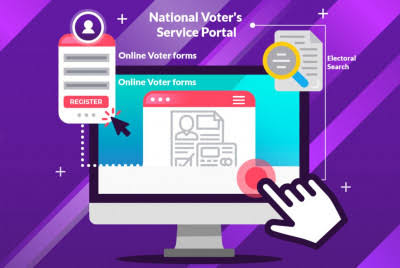 National Voter's
Service Portal
Online Voter forms
Online Voter forms
REGISTER
Electoral
Search